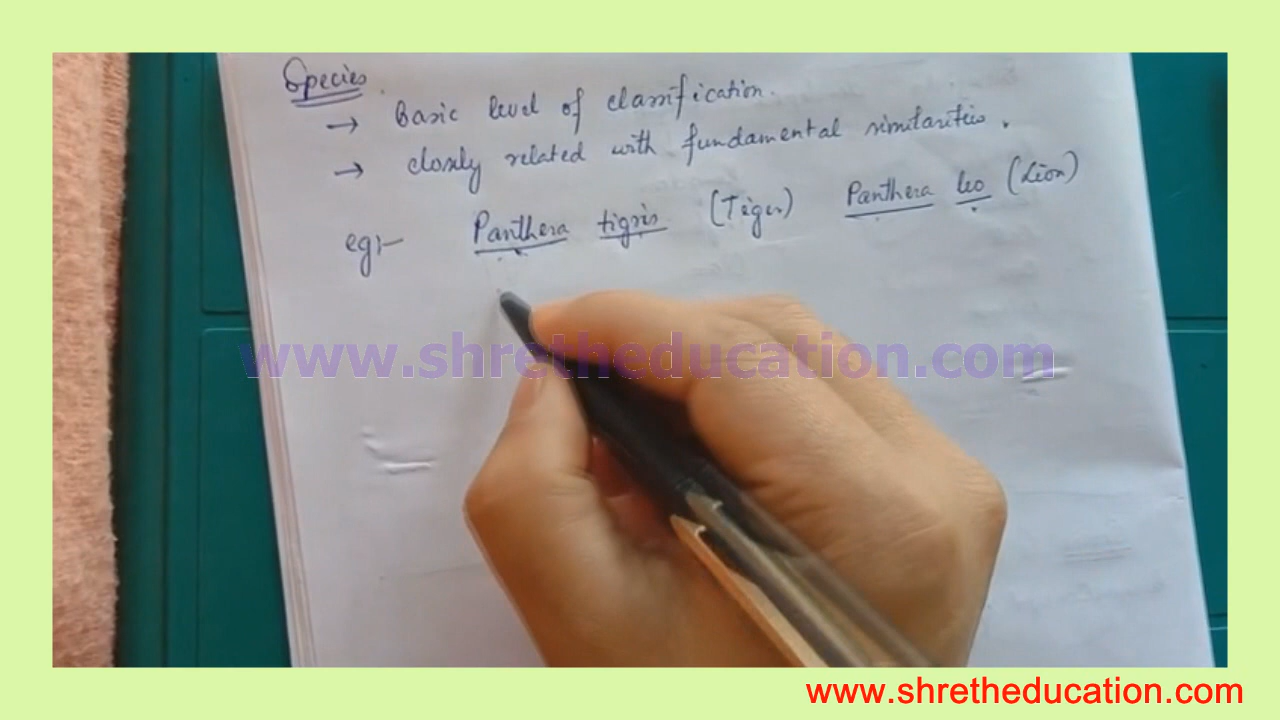 Species.
→ Basic level of classification.
→ closely related with fundamental similarities.
eg:- Panthera tigris (Tiger) Panthera leo (Lion)
www.shretheducation.com
www.shretheducation.com